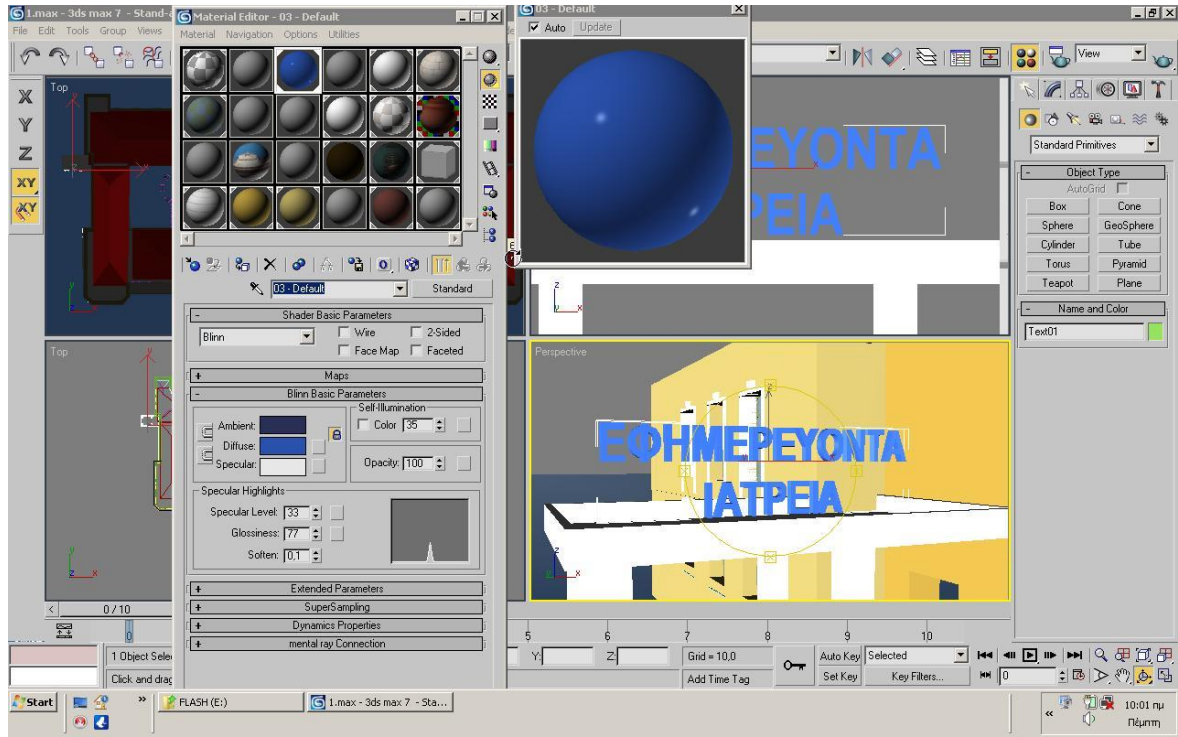 1.max - 3ds max 7 - Stand-a
File Edit Tools Group Views
Material Editor - 03 - Default
Material Navigation Options Utilities
03 - Default
Auto Update
View
X
Y
Z
XY
XY
Top
ΕΥΟΝΤΑ
ΡΕΙΑ
Standard Primitives
Object Type
AutoGrid
Box Cone
Sphere GeoSphere
Cylinder Tube
Torus Pyramid
Teapot Plane
Name and Color
Text01
03 - Default Standard
Shader Basic Parameters
Blinn Wire 2-Sided
Face Map Faceted
Maps
Blinn Basic Parameters
Self-Illumination
Ambient: Color 35
Diffuse:
Specular: Opacity: 100
Specular Highlights
Specular Level: 33
Glossiness: 77
Soften: 0,1
Extended Parameters
SuperSampling
Dynamics Properties
mental ray Connection
Top
Perspective
ΕΦΗΜΕΡΕΥΟΝΤΑ
ΙΑΤΡΕΙΑ
0 / 10
0 5 6 7 8 9 10
1 Object Sele Y: Z: Grid = 10,0 Auto Key Selected
Click and drag Add Time Tag Set Key Key Filters... 0
Start FLASH (E:) 1.max - 3ds max 7 - Sta... 10:01 πμ
Πέμπτη